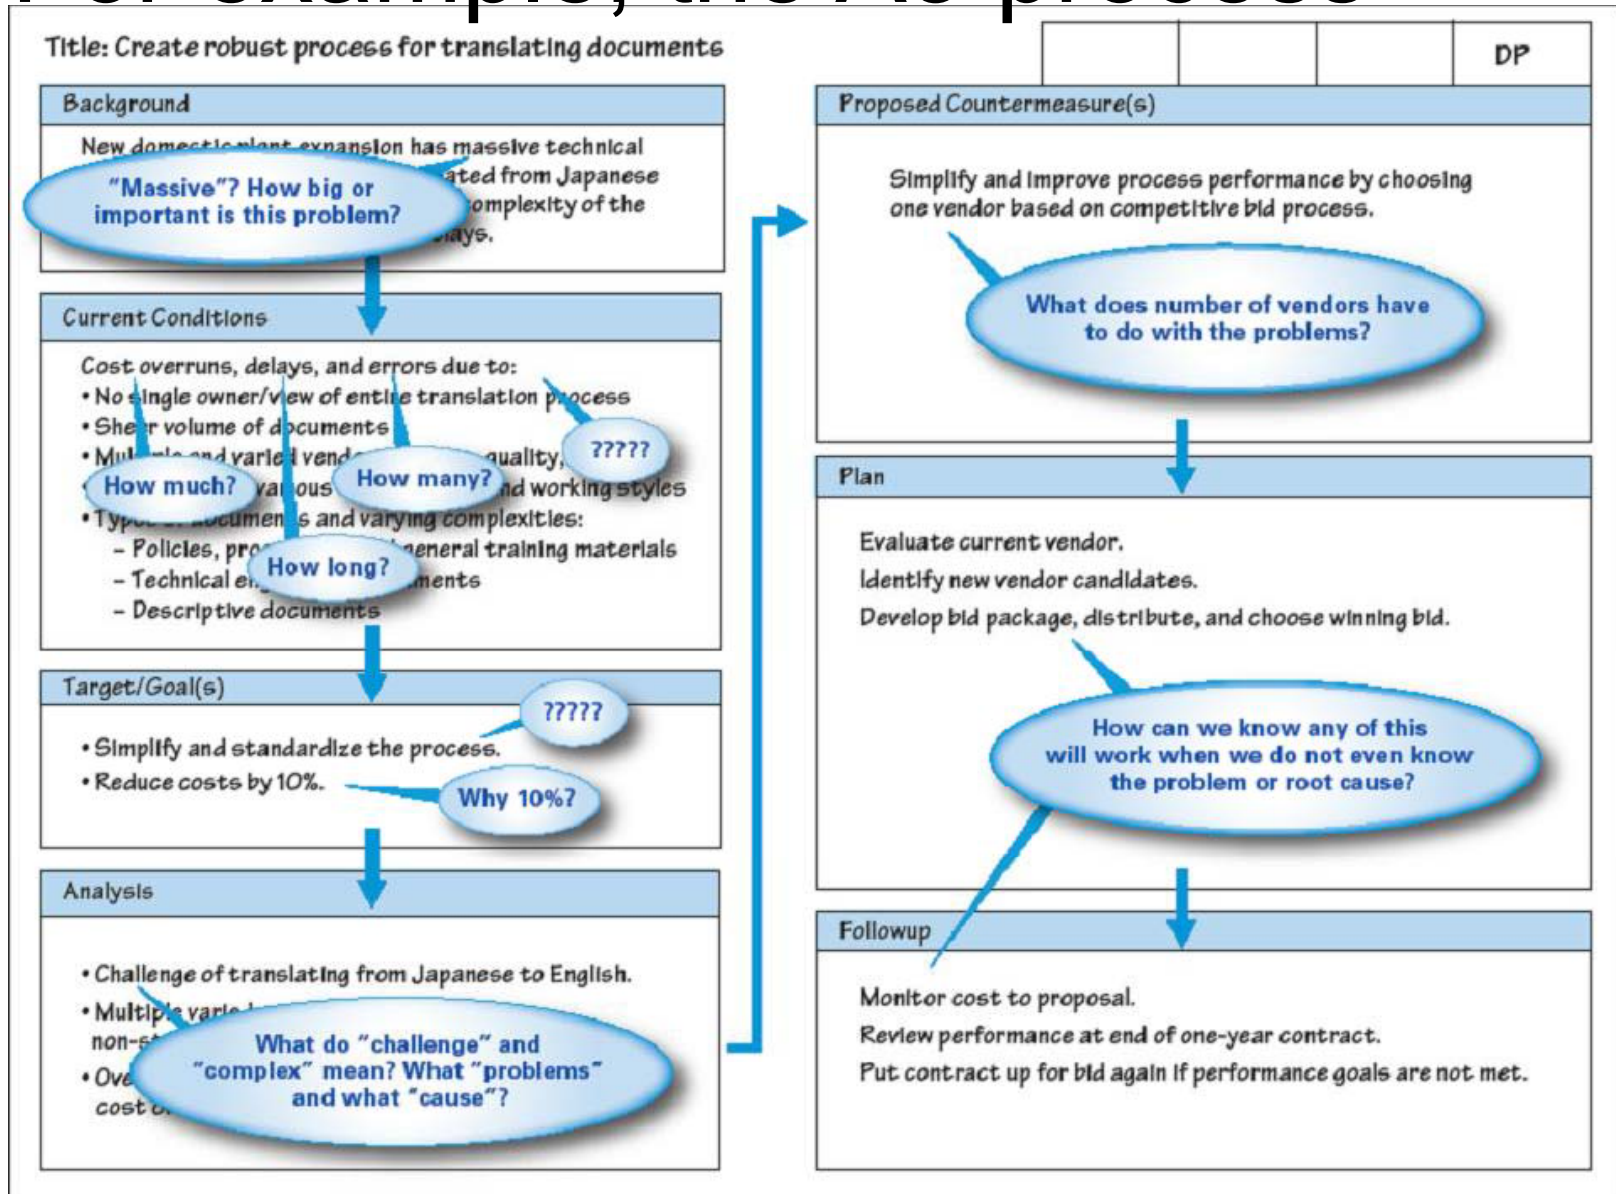 For example, the A3 process
Title: Create robust process for translating documents
DP
Background
New domestic plant expansion has massive technical
ated from Japanese
omplexity of the
lays.
"Massive"? How big or
important is this problem?
Current Conditions
Cost overruns, delays, and errors due to:
• No single owner/view of entire translation process
• Sheer volume of documents
• Multiple and varied quality,
various nd working styles
• Types of documents and varying complexities:
– Policies, general training materials
– Technical
– Descriptive documents
How much?
How many?
?????
How long?
Target/Goal(s)
• Simplify and standardize the process.
• Reduce costs by 10%.
?????
Why 10%?
Analysis
• Challenge of translating from Japanese to English.
• Multiple
What do "challenge" and
"complex" mean? What "problems"
and what "cause"?
cost
Proposed Countermeasure(s)
Simplify and improve process performance by choosing
one vendor based on competitive bid process.
What does number of vendors have
to do with the problems?
Plan
Evaluate current vendor.
Identify new vendor candidates.
Develop bid package, distribute, and choose winning bid.
How can we know any of this
will work when we do not even know
the problem or root cause?
Followup
Monitor cost to proposal.
Review performance at end of one-year contract.
Put contract up for bid again if performance goals are not met.